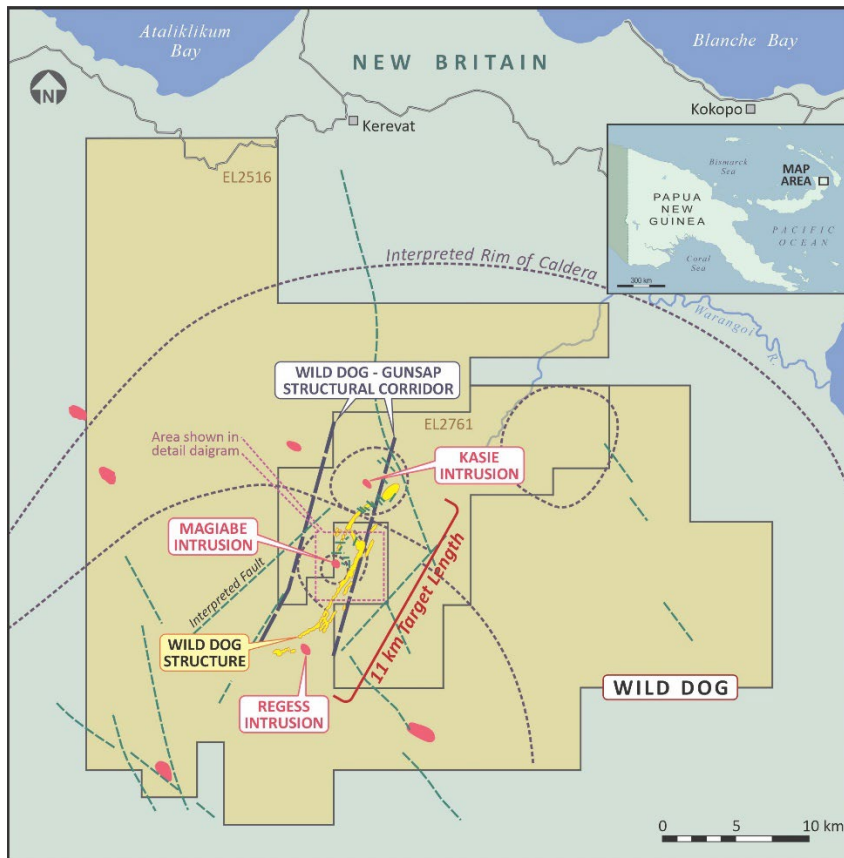 Ataliklikum
Bay
NEW BRITAIN
Blanche Bay
N
Kerevat
Kokopo
EL2516
Bismarck
Sea
MAP
AREA
PAPUA
NEW
GUINEA
PACIFIC
OCEAN
Coral
Sea
300 km
Interpreted Rim of Caldera
Warangoi R.
WILD DOG - GUNSAP
STRUCTURAL CORRIDOR
EL2761
Area shown in
detail daigram
KASIE
INTRUSION
MAGIABE
INTRUSION
Interpreted Fault
11 km Target Length
WILD DOG
STRUCTURE
REGESS
INTRUSION
WILD DOG
0 5 10 km